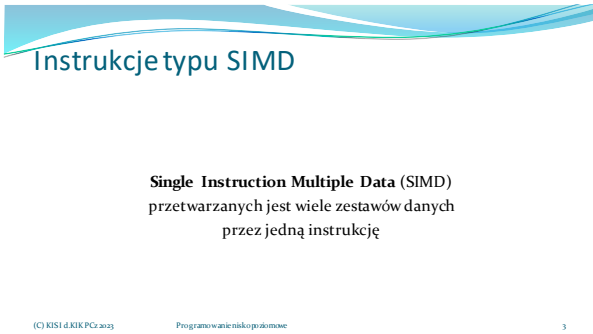 Instrukcje typu SIMD
Single Instruction Multiple Data (SIMD)
przetwarzanych jest wiele zestawów danych
przez jedną instrukcję
(C) KISI d.KIK PCz 2023 Programowanie niskopoziomowe 3